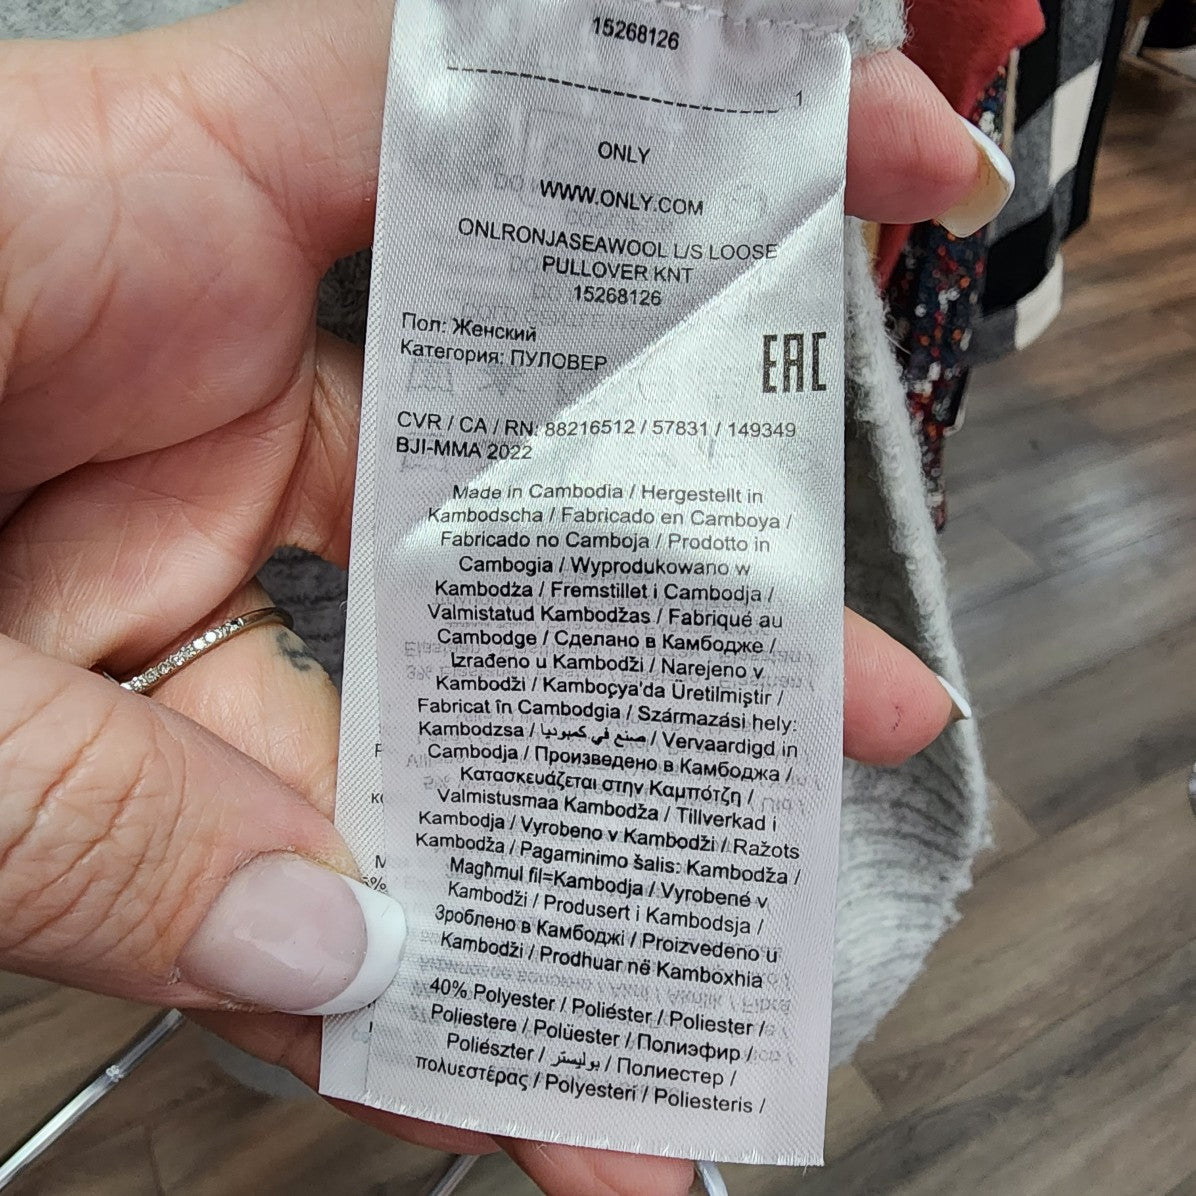 15268126
1
ONLY
WWW.ONLY.COM
ONLRONJASEAWOOL L/S LOOSE
PULLOVER KNT
15268126
Пол: Женский
Категория: ПУЛОВЕР
EAC
CVR / CA / RN: 88216512 / 57831 / 149349
BJI-MMA 2022
Made in Cambodia / Hergestellt in
Kambodscha / Fabricado en Camboya /
Fabricado no Camboja / Prodotto in
Cambogia / Wyprodukowano w
Kambodża / Fremstillet i Cambodja /
Valmistatud Kambodžas / Fabriqué au
Cambodge / Сделано в Камбодже /
Izrađeno u Kambodži / Narejeno v
Kambodži / Kamboçya'da Üretilmiştir /
Fabricat în Cambodgia / Származási hely:
Kambodzsa / صنع في كمبوديا / Vervaardigd in
Cambodja / Произведено в Камбоджа /
Κατασκευάζεται στην Καμπότζη /
Valmistusmaa Kambodža / Tillverkad i
Kambodja / Vyrobeno v Kambodži / Ražots
Kambodža / Pagaminimo šalis: Kambodža /
Magħmul fil=Kambodja / Vyrobené v
Kambodži / Produsert i Kambodsja /
Зроблено в Камбоджі / Proizvedeno u
Kambodži / Prodhuar në Kamboxhia
40% Polyester / Poliéster / Poliester /
Poliestere / Polüester / Полиэфир /
Poliészter / بوليستر / Полиестер /
πολυεστέρας / Polyesteri / Poliesteris /